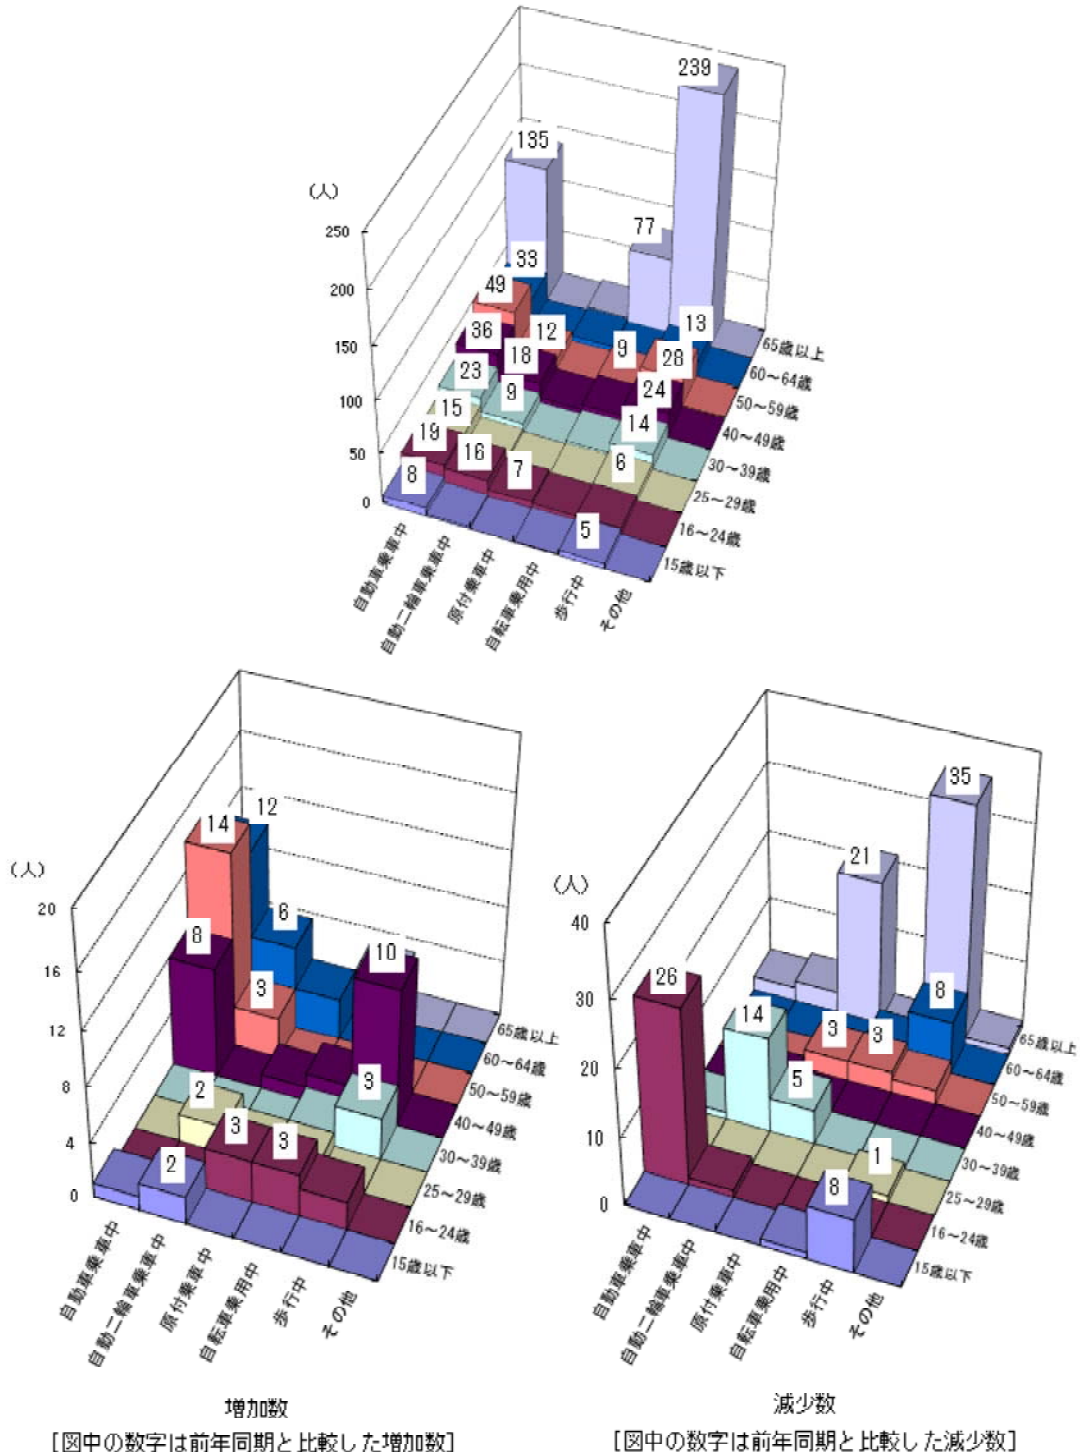 239
135
(人)
77
250
33
49
200
13
12
36
9
28
65歳以上
150
18
60～64歳
23
24
9
50～59歳
100
14
15
40～49歳
19
16
6
30～39歳
50
7
8
25～29歳
0
5
16～24歳
15歳以下
自動車乗車中
自動二輪車乗車中
原付乗車中
自転車乗用中
歩行中
その他
14
12
(人)
20
6
8
10
16
3
12
65歳以上
60～64歳
8
2
3
50～59歳
3
3
40～49歳
4
2
30～39歳
25～29歳
0
16～24歳
15歳以下
自動車乗車中
自動二輪車乗車中
原付乗車中
自転車乗用中
歩行中
その他
増加数
[図中の数字は前年同期と比較した増加数]
35
21
(人)
40
26
8
30
14
3
3
65歳以上
20
5
60～64歳
50～59歳
10
1
40～49歳
8
30～39歳
0
25～29歳
16～24歳
15歳以下
自動車乗車中
自動二輪車乗車中
原付乗車中
自転車乗用中
歩行中
その他
減少数
[図中の数字は前年同期と比較した減少数]